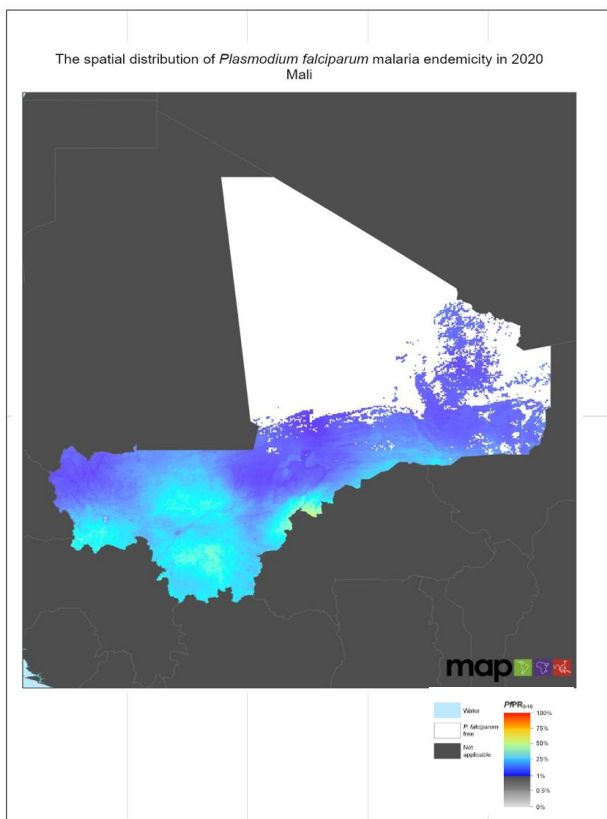 The spatial distribution of Plasmodium falciparum malaria endemicity in 2020
Mali
map
Water
P. falciparum
free
Not
applicable
PfPR2-10
100%
75%
50%
25%
1%
0.5%
0%